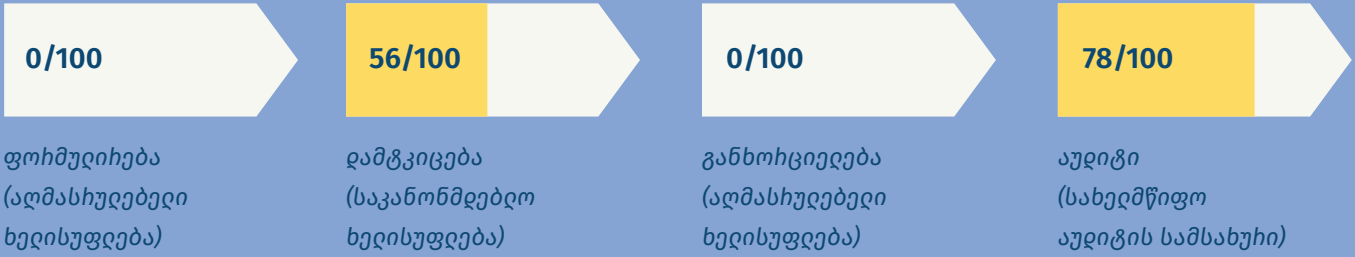 0/100
ფორმულირება
(აღმასრულებელი
ხელისუფლება)
56/100
დამტკიცება
(საკანონმდებლო
ხელისუფლება)
0/100
განხორციელება
(აღმასრულებელი
ხელისუფლება)
78/100
აუდიტი
(სახელმწიფო
აუდიტის სამსახური)